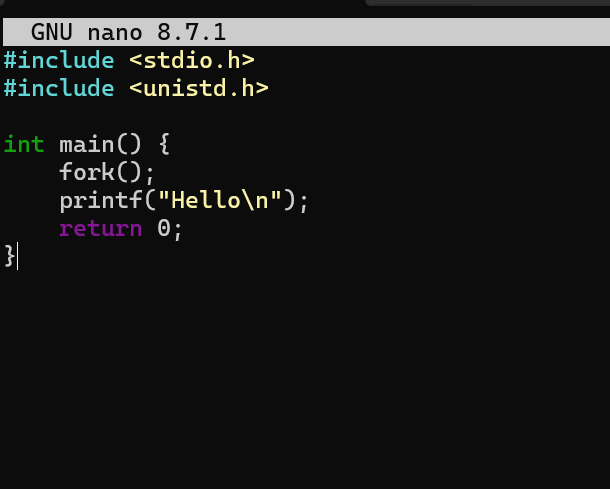 GNU nano 8.7.1
#include <stdio.h>
#include <unistd.h>

int main() {
    fork();
    printf("Hello\n");
    return 0;
}